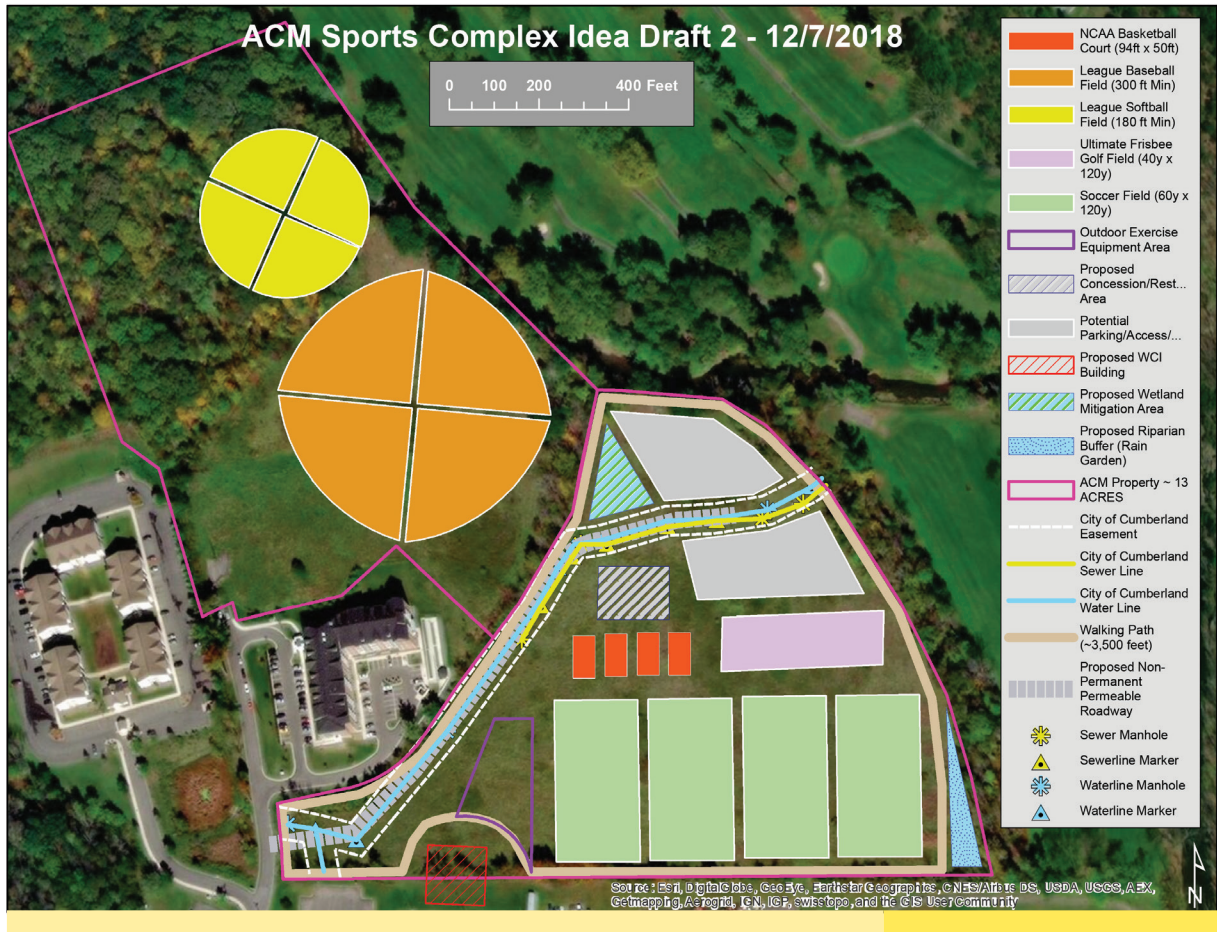 ACM Sports Complex Idea Draft 2 - 12/7/2018
0 100 200 400 Feet
NCAA Basketball
Court (94ft x 50ft)
League Baseball
Field (300 ft Min)
League Softball
Field (180 ft Min)
Ultimate Frisbee
Golf Field (40y x
120y)
Soccer Field (60y x
120y)
Outdoor Exercise
Equipment Area
Proposed
Concession/Rest...
Area
Potential
Parking/Access/...
Proposed WCI
Building
Proposed Wetland
Mitigation Area
Proposed Riparian
Buffer (Rain
Garden)
ACM Property ~ 13
ACRES
City of Cumberland
Easement
City of Cumberland
Sewer Line
City of Cumberland
Water Line
Walking Path
(~3,500 feet)
Proposed Non-
Permanent
Permeable
Roadway
Sewer Manhole
Sewerline Marker
Waterline Manhole
Waterline Marker
N
Source: Esri, DigitalGlobe, GeoEye, Earthstar Geographics, CNES/Airbus DS, USDA, USGS, AEX,
Getmapping, Aerogrid, IGN, IGP, swisstopo, and the GIS User Community